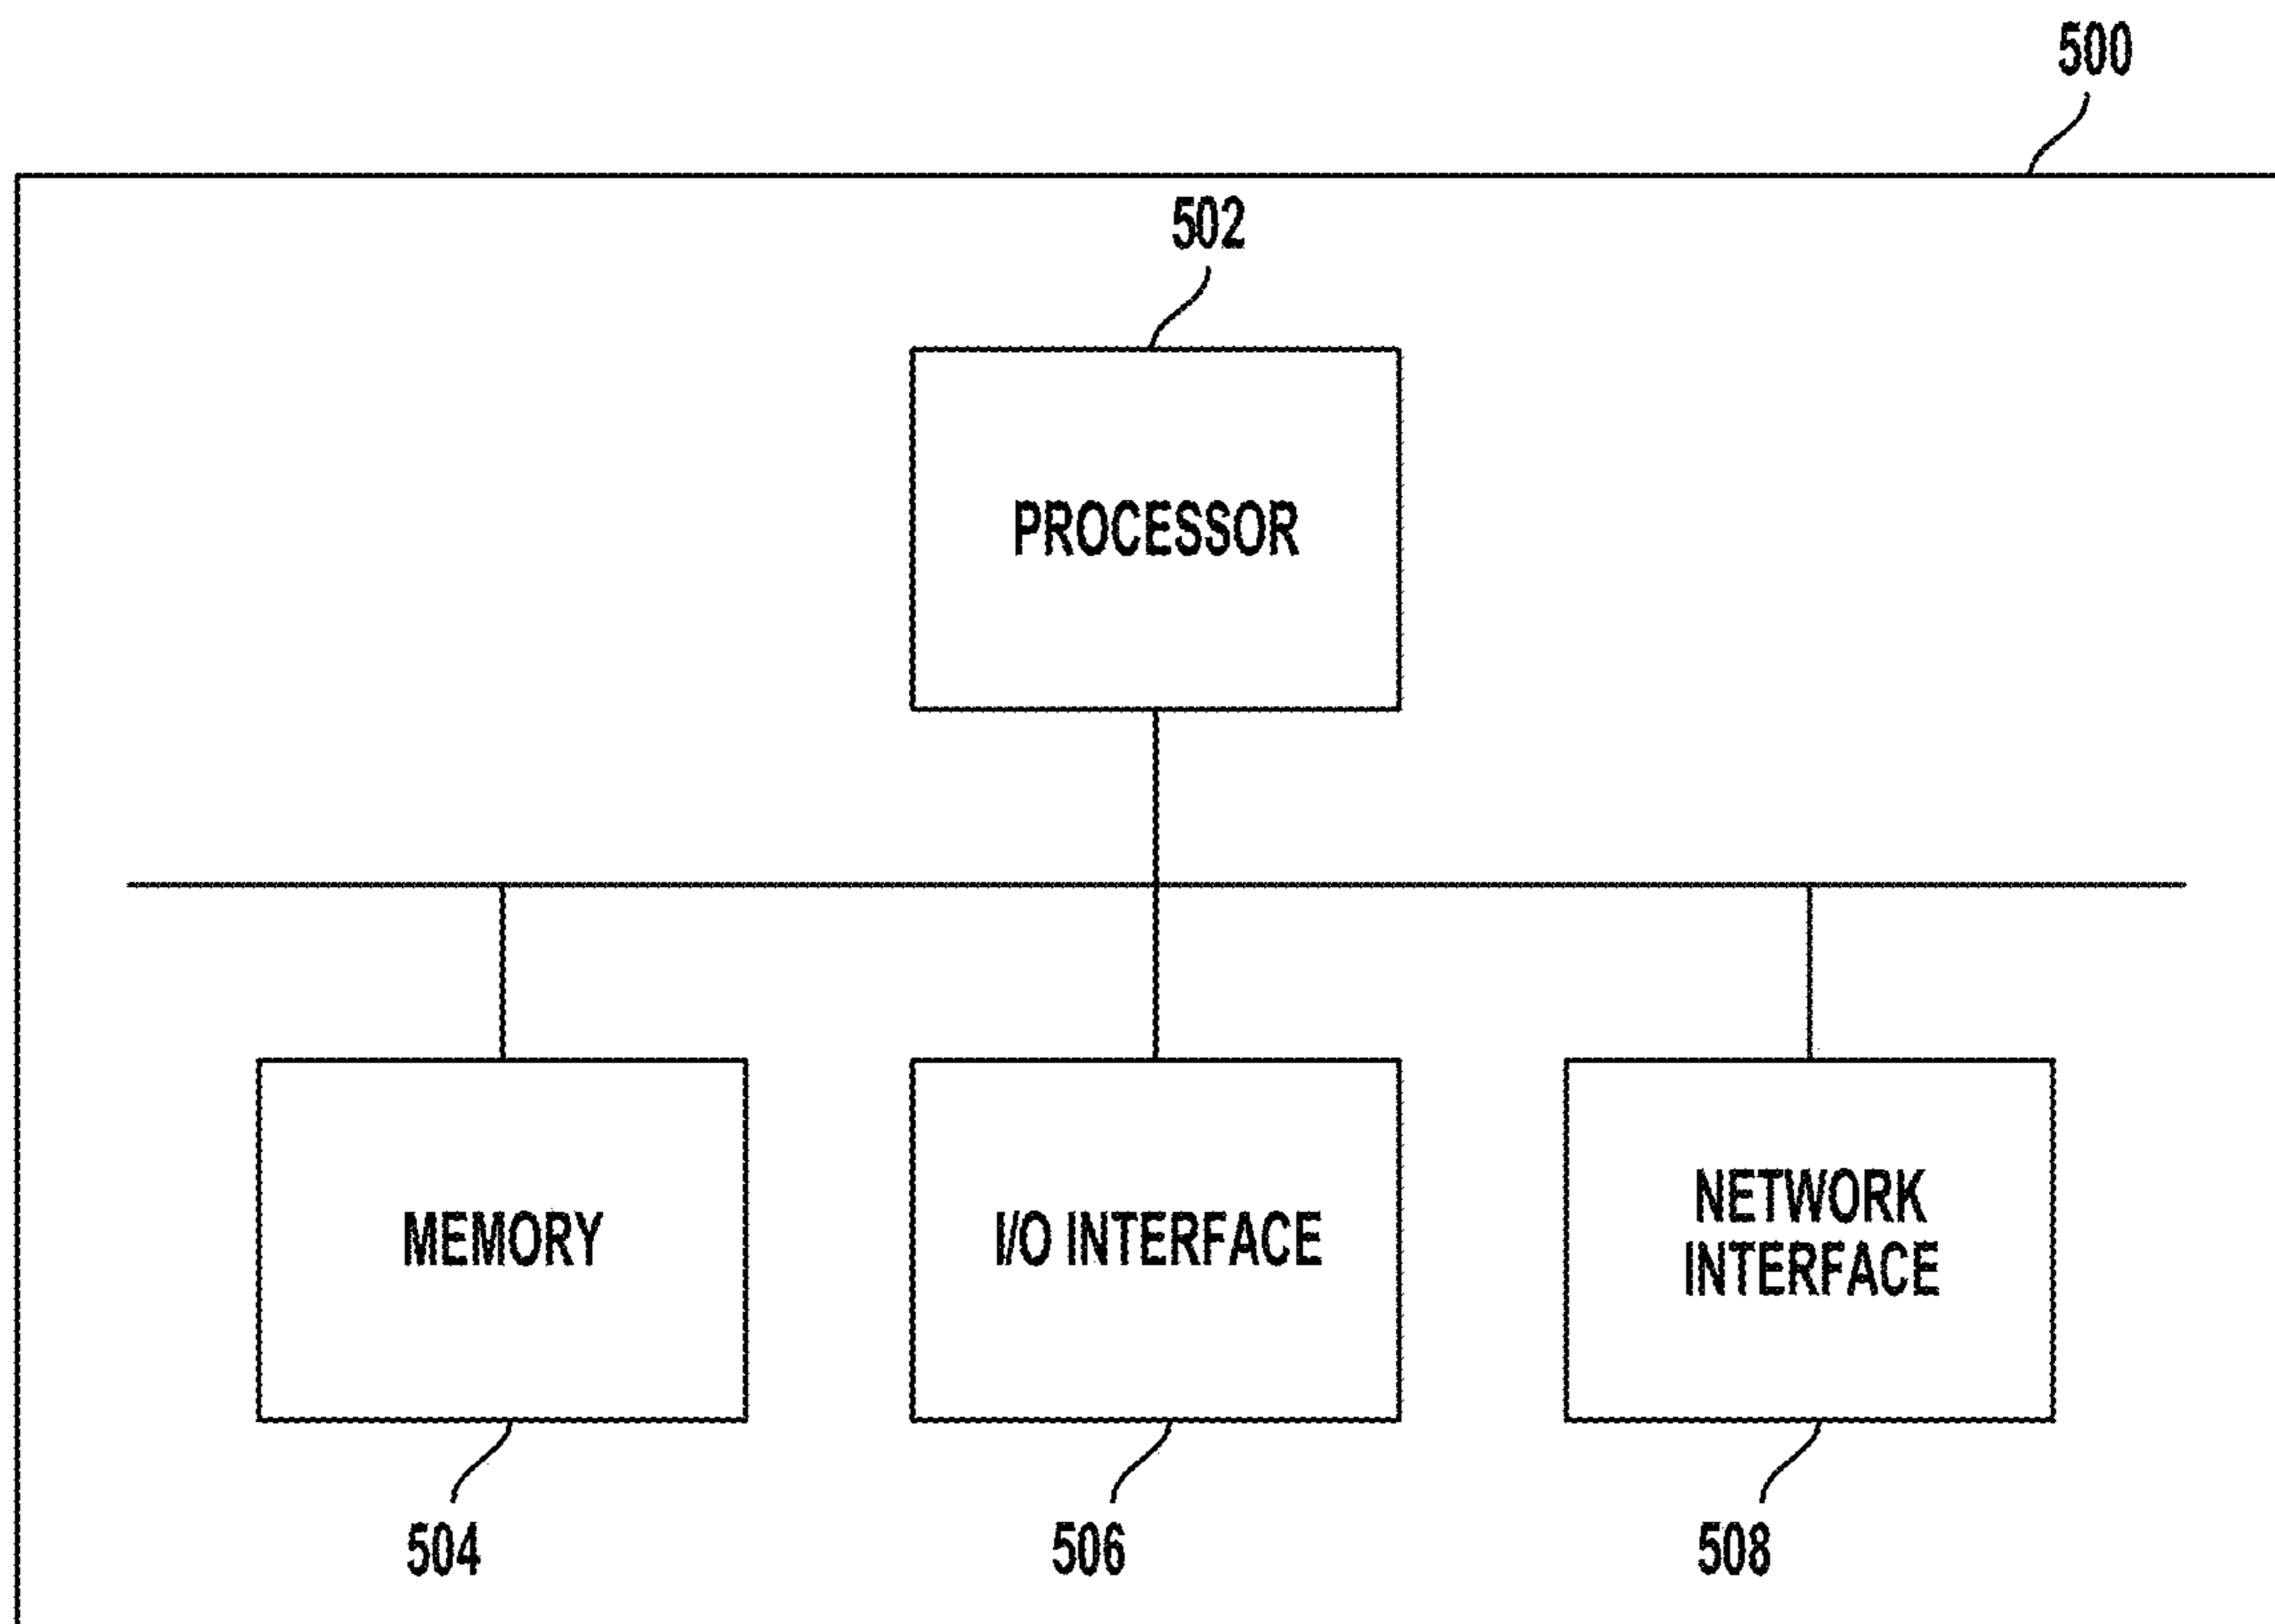 500
502
PROCESSOR
MEMORY
I/O INTERFACE
NETWORK
INTERFACE
504
506
508